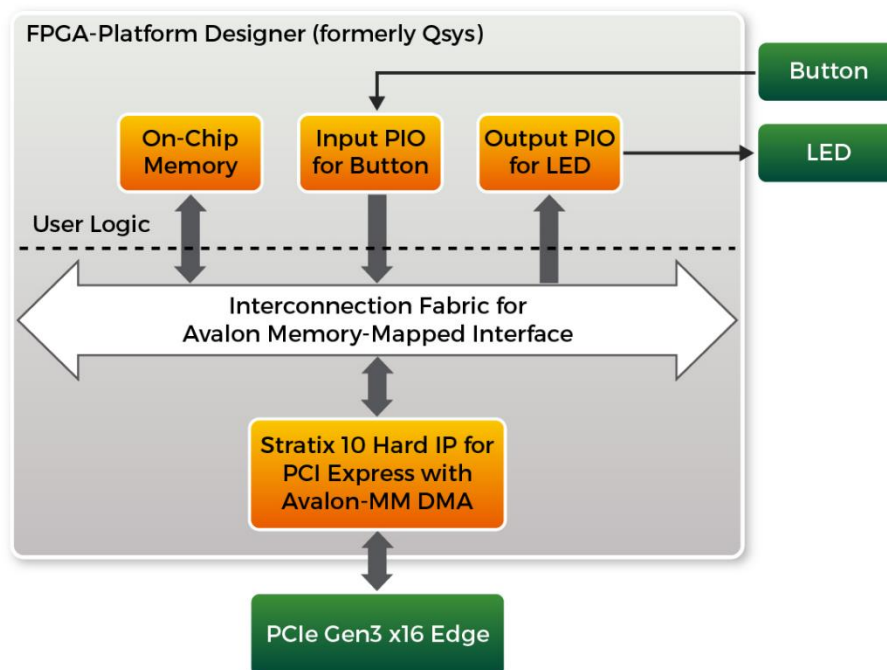 FPGA-Platform Designer (formerly Qsys)
Button
LED
On-Chip
Memory
Input PIO
for Button
Output PIO
for LED
User Logic
Interconnection Fabric for
Avalon Memory-Mapped Interface
Stratix 10 Hard IP for
PCI Express with
Avalon-MM DMA
PCIe Gen3 x16 Edge